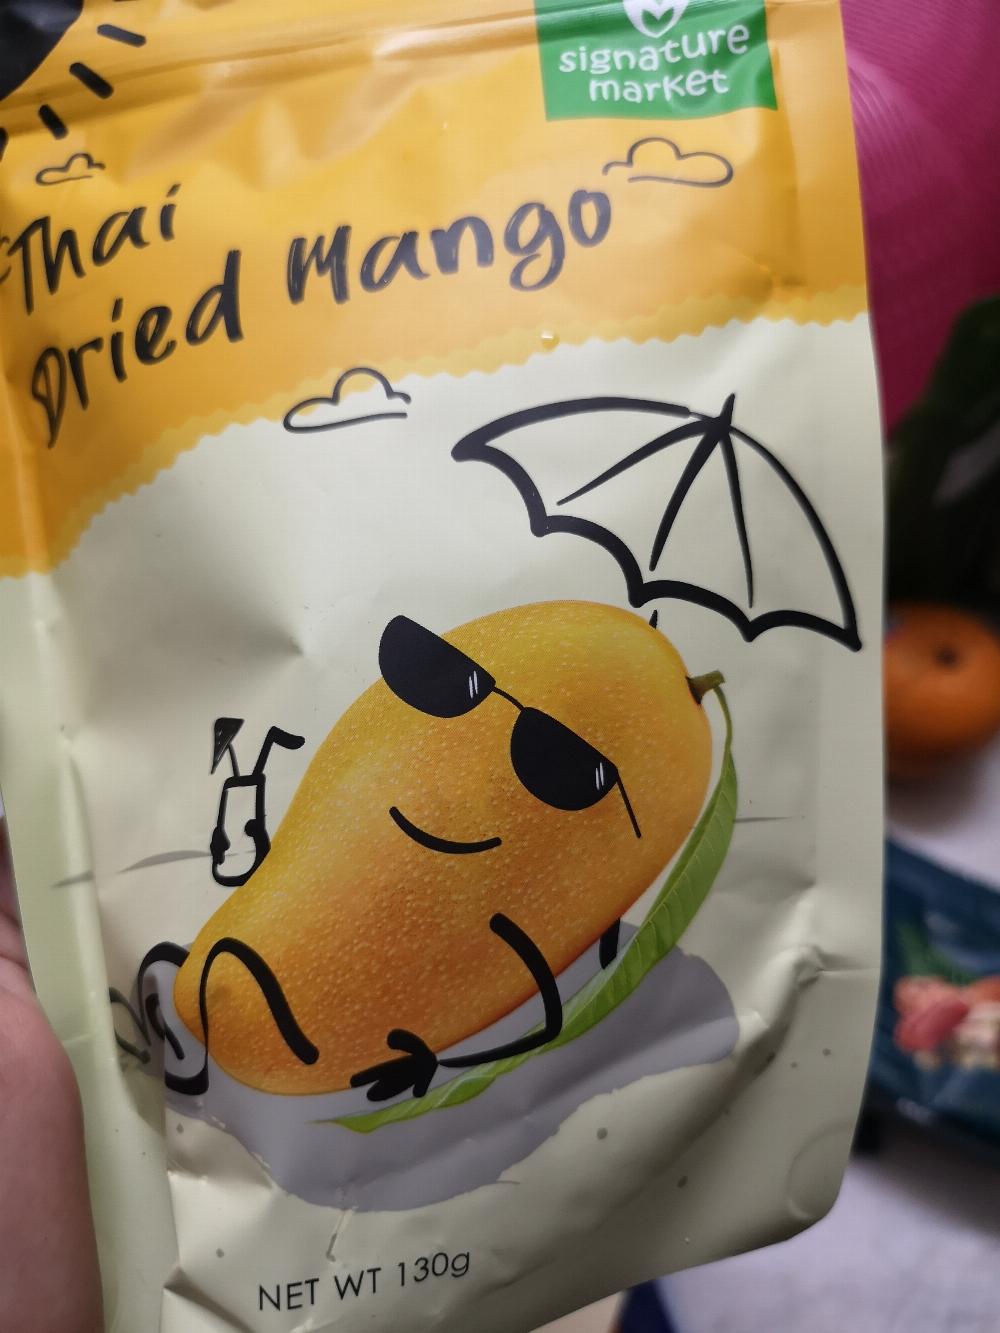 signature
market
Thai
Dried Mango
NET WT 130g